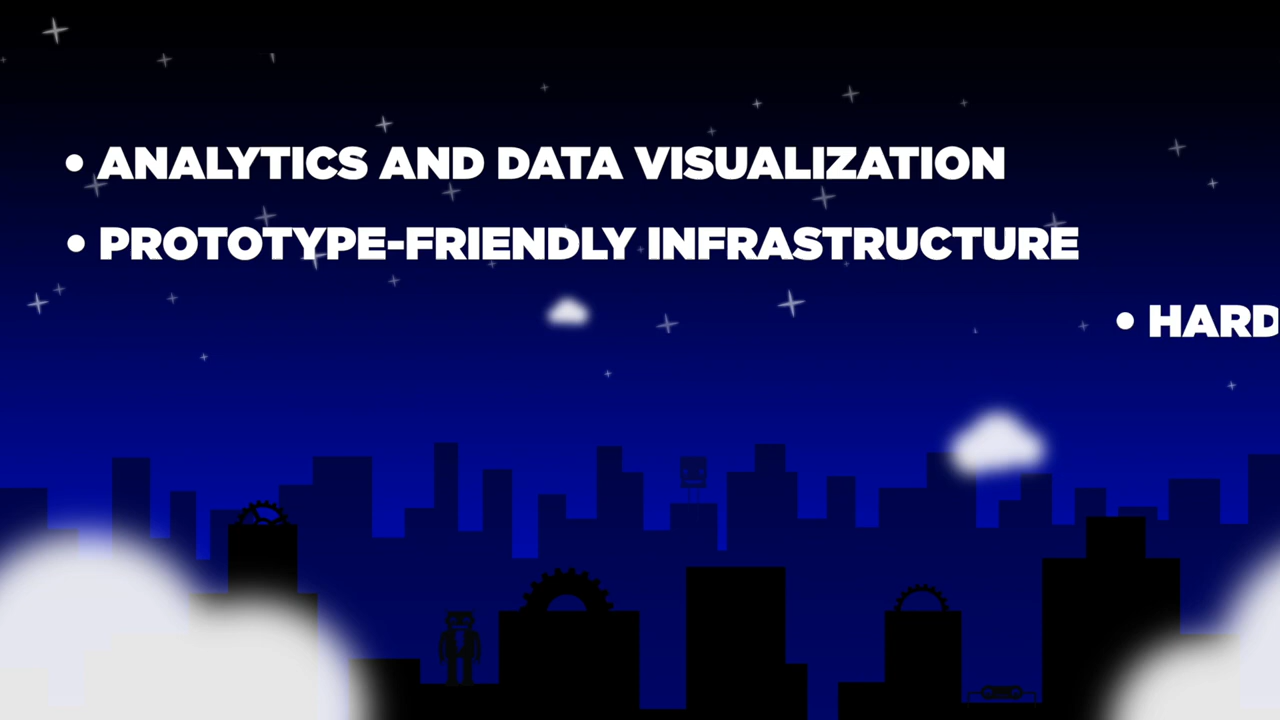 • ANALYTICS AND DATA VISUALIZATION
• PROTOTYPE-FRIENDLY INFRASTRUCTURE
• HARD